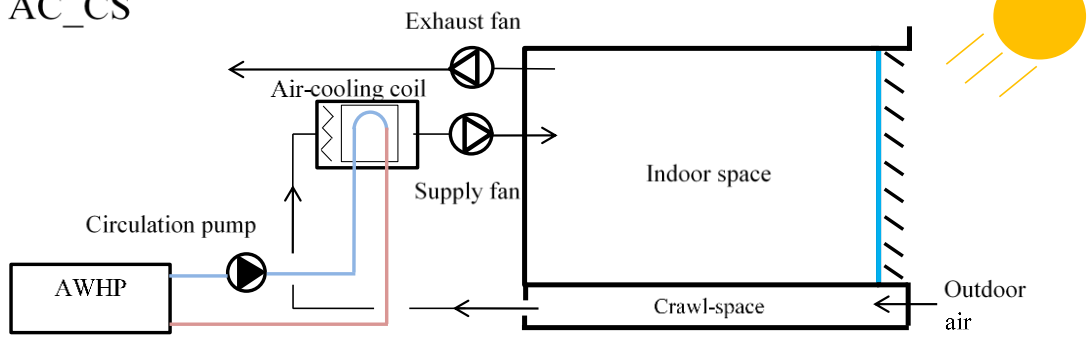 AC_CS
Exhaust fan
Air-cooling coil
Supply fan
Indoor space
Circulation pump
AWHP
Crawl-space
Outdoor
air